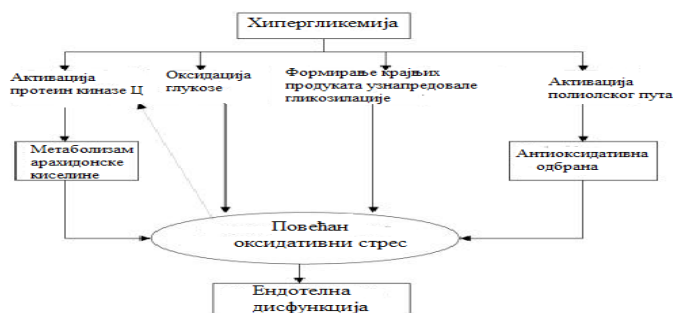 Хипергликемија
Активација
протеин киназе Ц
Оксидација
глукозе
Формирање крајњих
продуката узнапредовале
гликозилације
Активација
полиолског пута
Метаболизам
арахидонске
киселине
Антиоксидативна
одбрана
Повећан
оксидативни стрес
Ендотелна
дисфункција